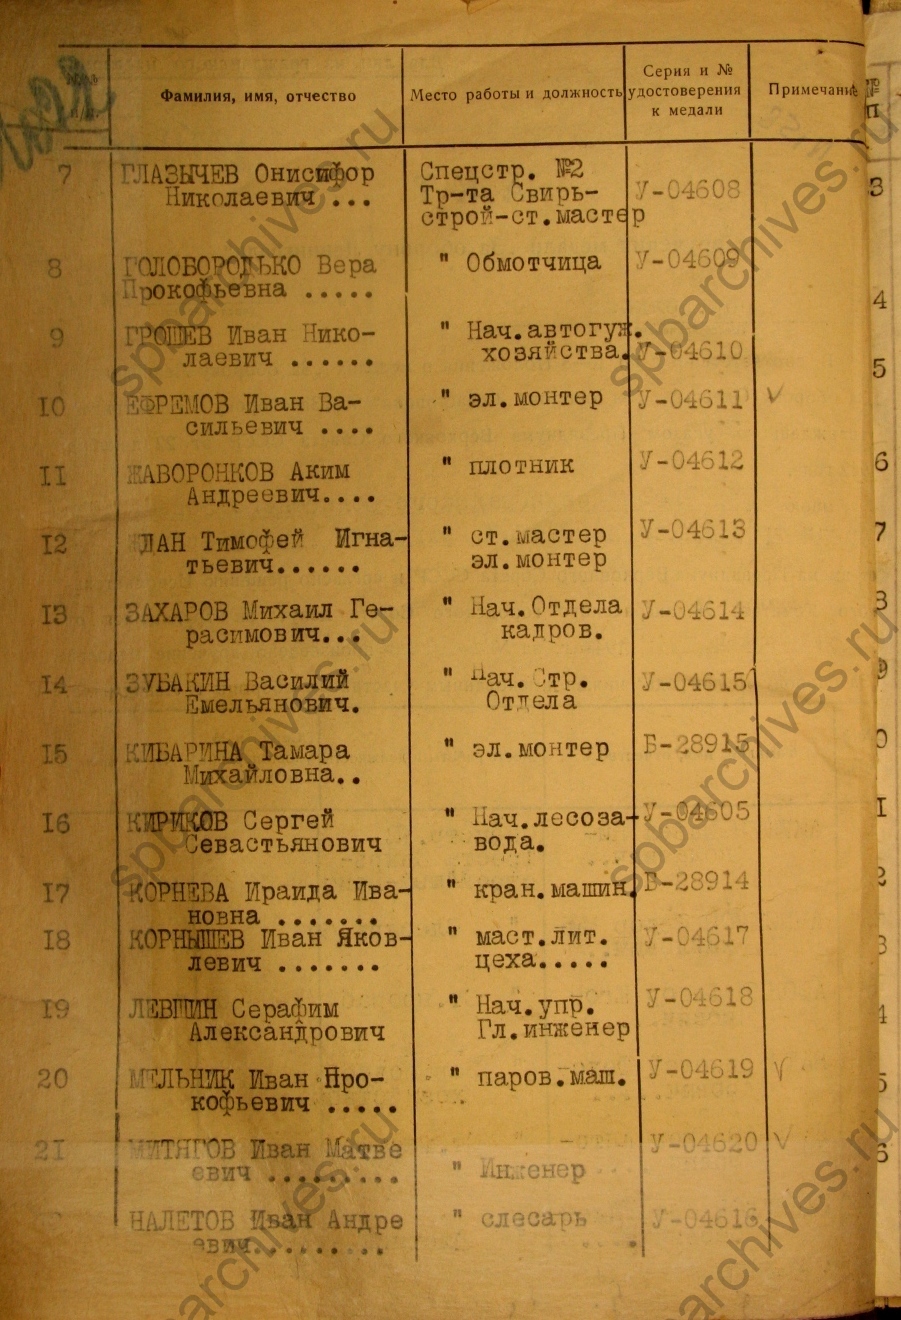 Фамилия, имя, отчество | Место работы и должность | Серия и № удостоверения к медали | Примечание
7 | ГЛАЗЫЧЕВ Онисифор | Спецстр. №2
Николаевич ... | Тр-та Свирь- | У-04608
строй-ст.мастер
8 | ГОЛОБОРОДЬКО Вера | " Обмотчица | У-04609
Прокофьевна .....
9 | ГРОШЕВ Иван Нико- | " Нач.автогуж.
лаевич ...... | хозяйства. | У-04610
10 | ЕФРЕМОВ Иван Ва- | " эл.монтер | У-04611 | V
сильевич ....
11 | ЖАВОРОНКОВ Аким | " плотник | У-04612
Андреевич....
12 | Тимофей Игна- | " ст.мастер | У-04613
тьевич...... | эл.монтер
13 | ЗАХАРОВ Михаил Ге- | " Нач.Отдела | У-04614
расимович... | кадров.
14 | ЗУБАКИН Василий | " Нач. Стр. | У-04615
Емельянович. | Отдела
15 | КИБАРИНА Тамара | " эл.монтер | Б-28915
Михайловна..
16 | КИРИКОВ Сергей | " Нач.лесоза- | У-04605
Севастьянович | вода.
17 | КОРНЕВА Ираида Ива- | " кран.машин. | Б-28914
новна .......
18 | КОРНЫШЕВ Иван Яков- | " маст.лит. | У-04617
левич ....... | цеха.....
19 | ЛЕВШИН Серафим | " Нач.упр. | У-04618
Александрович | Гл.инженер
20 | МЕЛЬНИК Иван Про- | " паров.маш. | У-04619 | V
кофьевич .....
21 | МИТЯГОВ Иван Матве | У-04620 | V
евич ......... | " Инженер
НАЛЕТОВ Иван Андре | " слесарь | У-04616
евич.........
spbarchives.ru